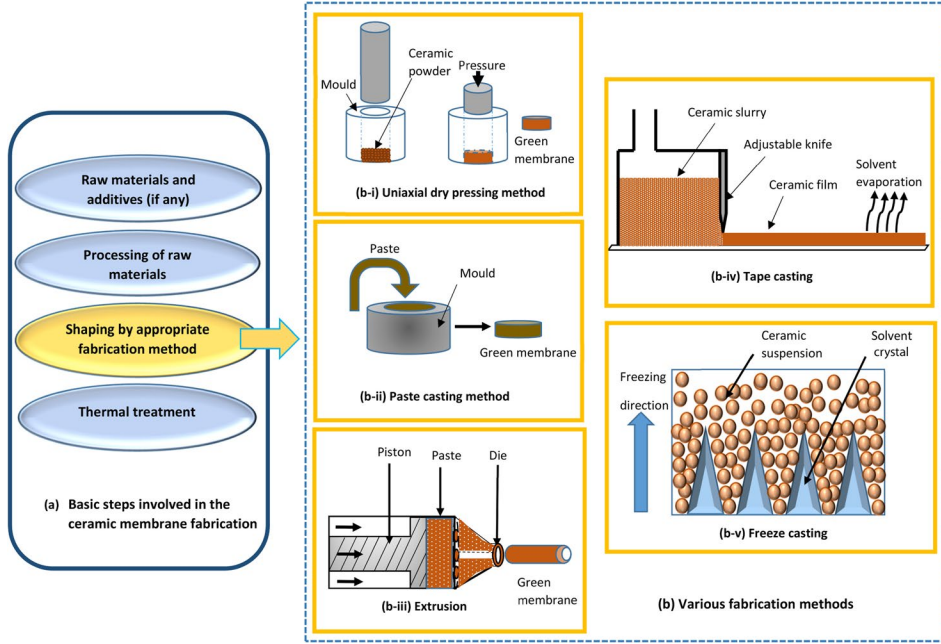 Raw materials and
additives (if any)
Processing of raw
materials
Shaping by appropriate
fabrication method
Thermal treatment
(a) Basic steps involved in the
ceramic membrane fabrication
Ceramic
powder
Mould
Pressure
Green
membrane
(b-i) Uniaxial dry pressing method
Paste
Mould
Green membrane
(b-ii) Paste casting method
Piston
Paste
Die
Green
membrane
(b-iii) Extrusion
Ceramic slurry
Adjustable knife
Ceramic film
Solvent
evaporation
(b-iv) Tape casting
Ceramic
suspension
Solvent
crystal
Freezing
direction
(b-v) Freeze casting
(b) Various fabrication methods